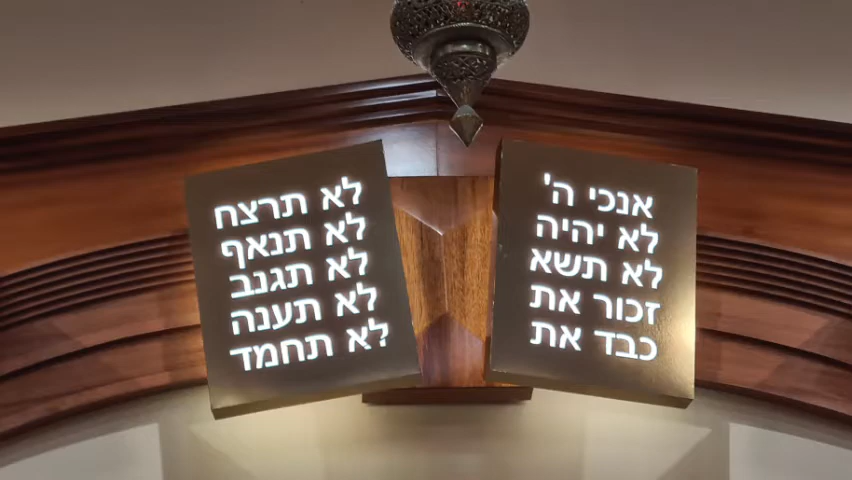 אנכי ה'
לא יהיה
לא תשא
זכור את
כבד את
לא תרצח
לא תנאף
לא תגנב
לא תענה
לא תחמד